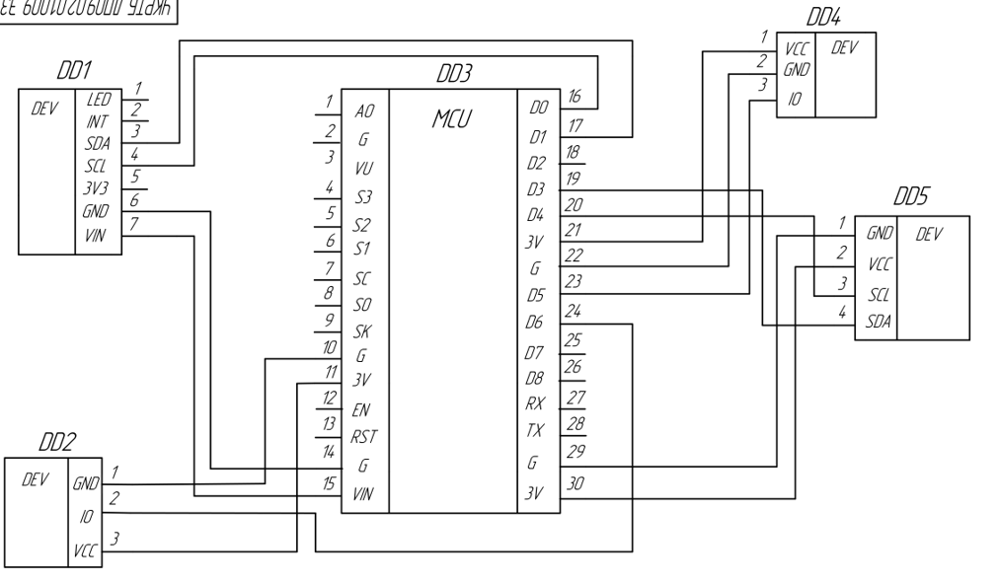 DD1
DEV
LED 1
INT 2
SDA 3
SCL 4
3V3 5
GND 6
VIN 7
DD2
DEV
GND 1
IO 2
VCC 3
DD3
MCU
1 A0
2 G
3 VU
4 S3
5 S2
6 S1
7 SC
8 SO
9 SK
10 G
11 3V
12 EN
13 RST
14 G
15 VIN
D0 16
D1 17
D2 18
D3 19
D4 20
3V 21
G 22
D5 23
D6 24
D7 25
D8 26
RX 27
TX 28
G 29
3V 30
DD4
1 VCC DEV
2 GND
3 IO
DD5
1 GND DEV
2 VCC
3 SCL
4 SDA